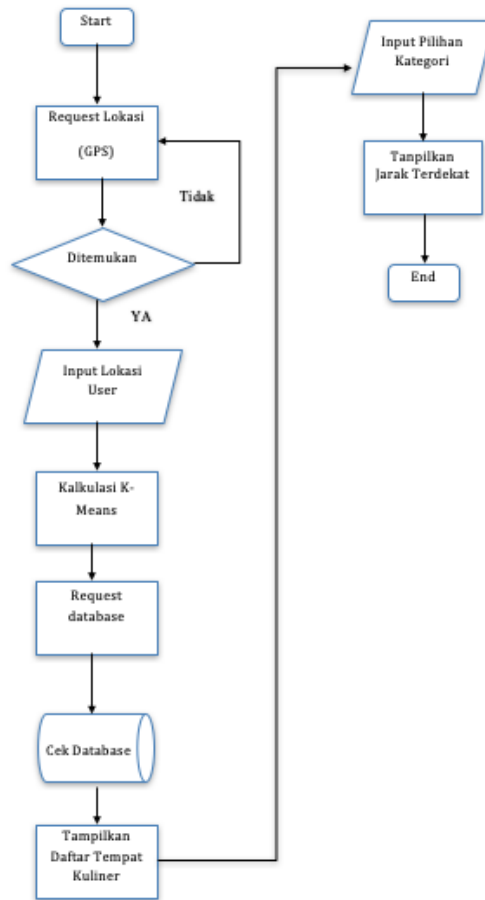 Start
Request Lokasi
(GPS)
Tidak
Ditemukan
YA
Input Lokasi
User
Kalkulasi K-
Means
Request
database
Cek Database
Tampilkan
Daftar Tempat
Kuliner
Input Pilihan
Kategori
Tanpilkan
Jarak Terdekat
End